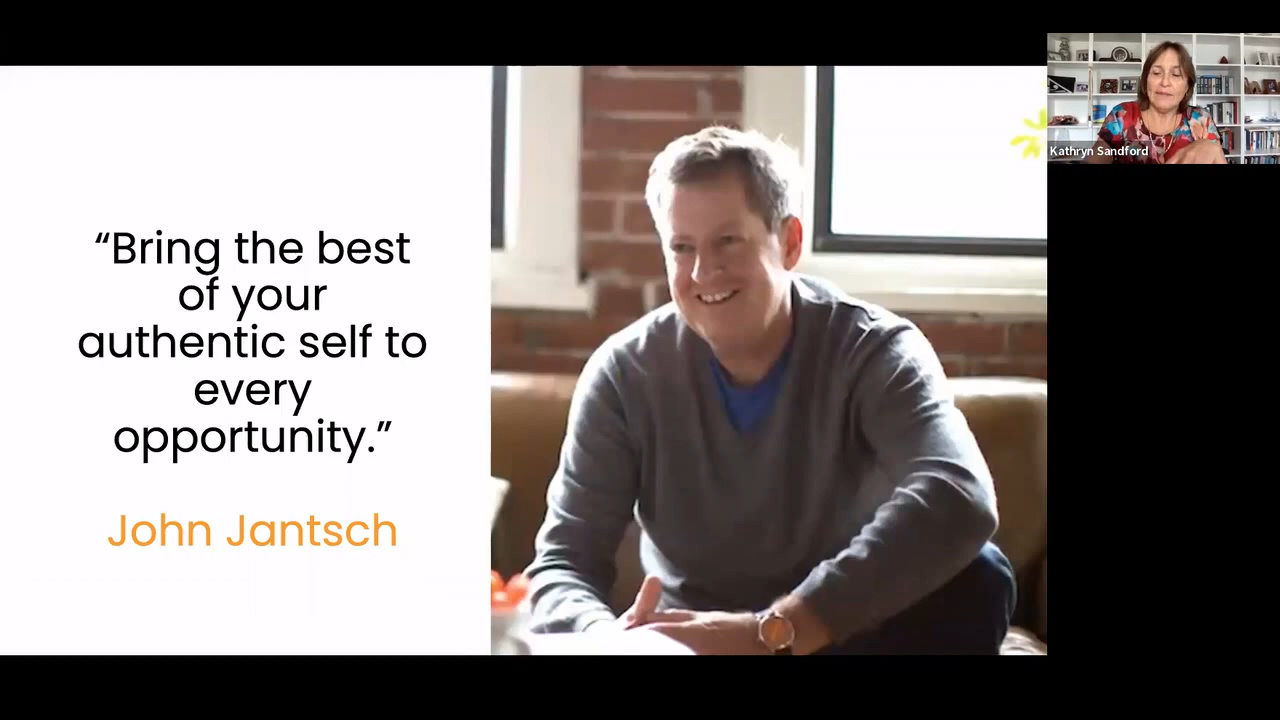 “Bring the best
of your
authentic self to
every
opportunity.”
John Jantsch
Kathryn Sandford